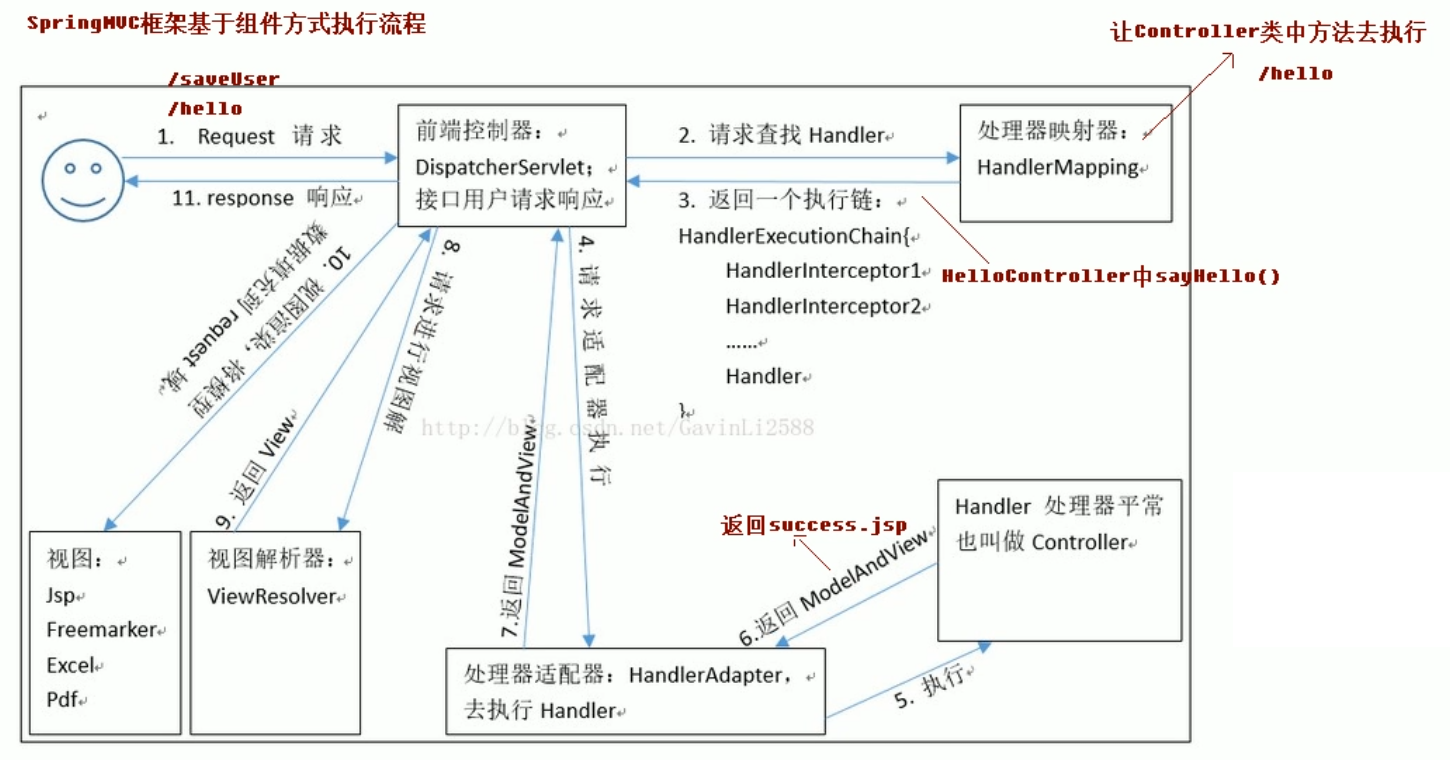 SpringMVC框架基于组件方式执行流程
让Controller类中方法去执行
/saveUser
/hello
/hello
1. Request 请求
11. response 响应
前端控制器：
DispatcherServlet；
接口用户请求响应
2. 请求查找 Handler
3. 返回一个执行链：
HandlerExecutionChain{
HandlerInterceptor1
HandlerInterceptor2
……
Handler
}
处理器映射器：
HandlerMapping
HelloController中sayHello()
10. 视图渲染，将模型
数据填充到 request 域
9. 返回 View
8. 请求进行视图解
4. 请求适配器执行
7.返回 ModelAndView
http://blog.csdn.net/GavinLi2588
返回success.jsp
6.返回 ModelAndView
5. 执行
Handler 处理器平常
也叫做 Controller
视图：
Jsp
Freemarker
Excel
Pdf
视图解析器：
ViewResolver
处理器适配器：HandlerAdapter，
去执行 Handler